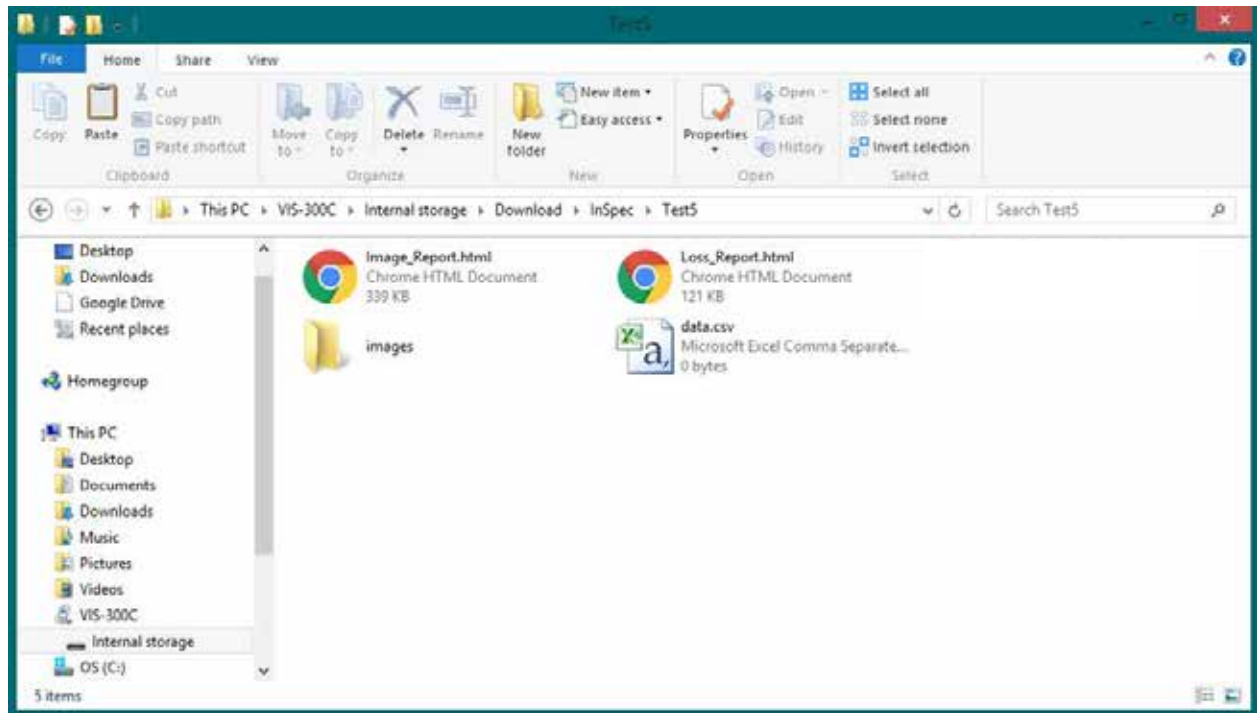 Test5
File Home Share View
Copy
Paste
Cut
Copy path
Paste shortcut
Clipboard
Move to
Copy to
Delete
Rename
Organize
New folder
New item
Easy access
New
Properties
Open
Edit
History
Open
Select all
Select none
Invert selection
Select
This PC VIS-300C Internal storage Download InSpec Test5
Search Test5
Desktop
Downloads
Google Drive
Recent places
Homegroup
This PC
Desktop
Documents
Downloads
Music
Pictures
Videos
VIS-300C
Internal storage
OS (C:)
Image_Report.html
Chrome HTML Document
339 KB
Loss_Report.html
Chrome HTML Document
121 KB
images
data.csv
Microsoft Excel Comma Separate...
0 bytes
5 items